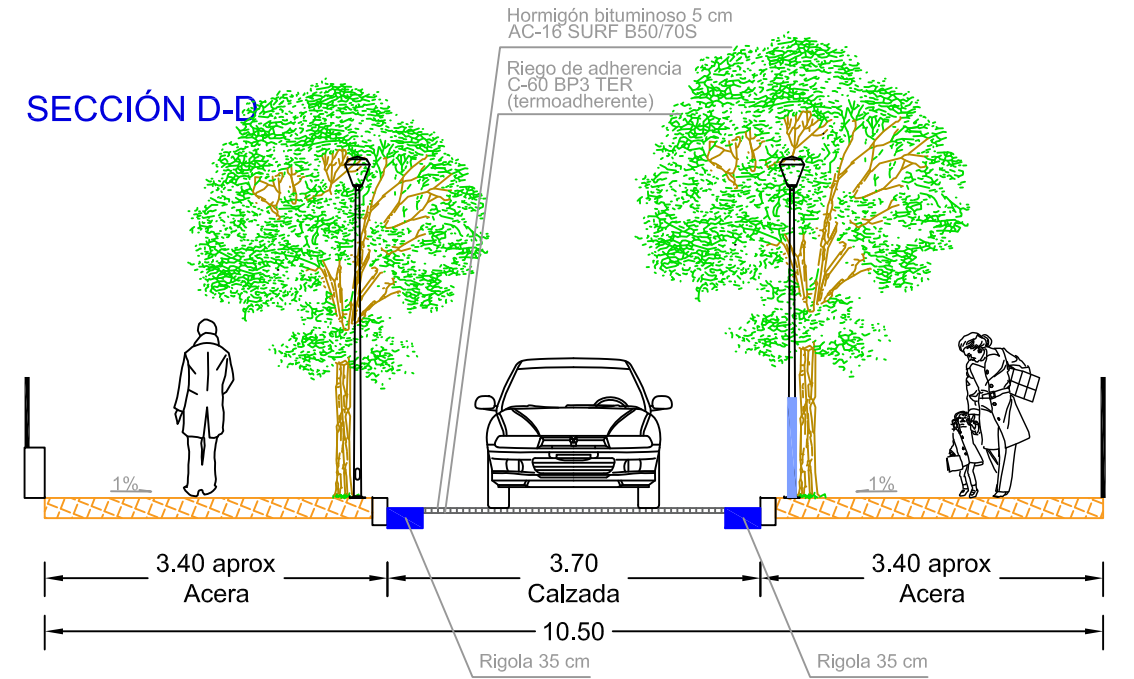 Hormigón bituminoso 5 cm
AC-16 SURF B50/70S
Riego de adherencia
C-60 BP3 TER
(termoadherente)
SECCIÓN D-D
1%
1%
3.40 aprox
Acera
3.70
Calzada
3.40 aprox
Acera
10.50
Rigola 35 cm
Rigola 35 cm